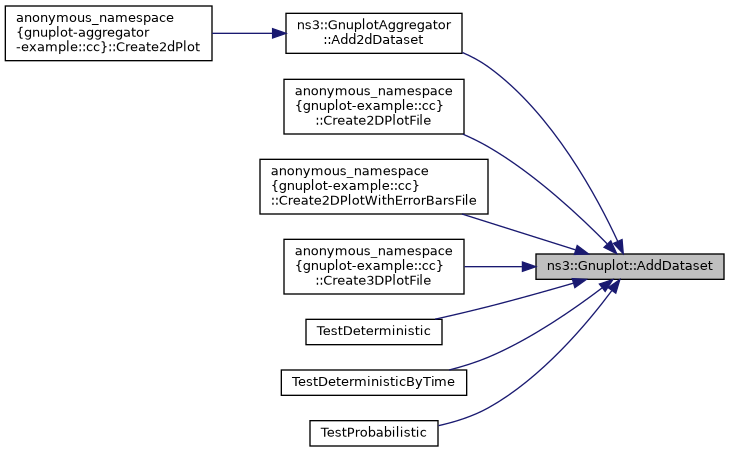 anonymous_namespace
{gnuplot-aggregator
-example::cc}::Create2dPlot
ns3::GnuplotAggregator
::Add2dDataset
anonymous_namespace
{gnuplot-example::cc}
::Create2DPlotFile
anonymous_namespace
{gnuplot-example::cc}
::Create2DPlotWithErrorBarsFile
anonymous_namespace
{gnuplot-example::cc}
::Create3DPlotFile
TestDeterministic
TestDeterministicByTime
TestProbabilistic
ns3::Gnuplot::AddDataset